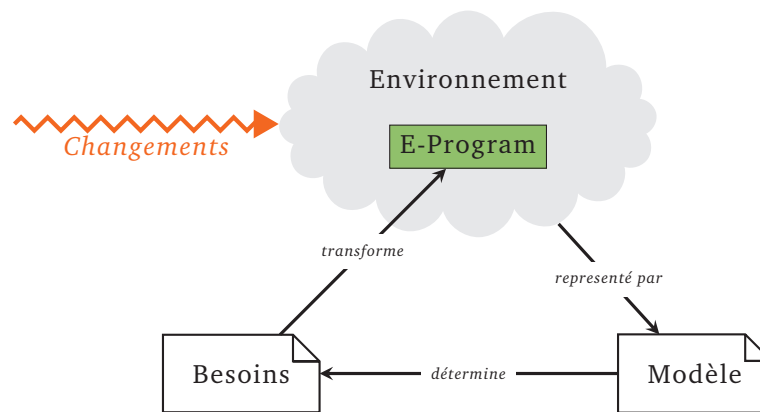 Environnement
E-Program
Changements
transforme
representé par
Besoins
détermine
Modèle